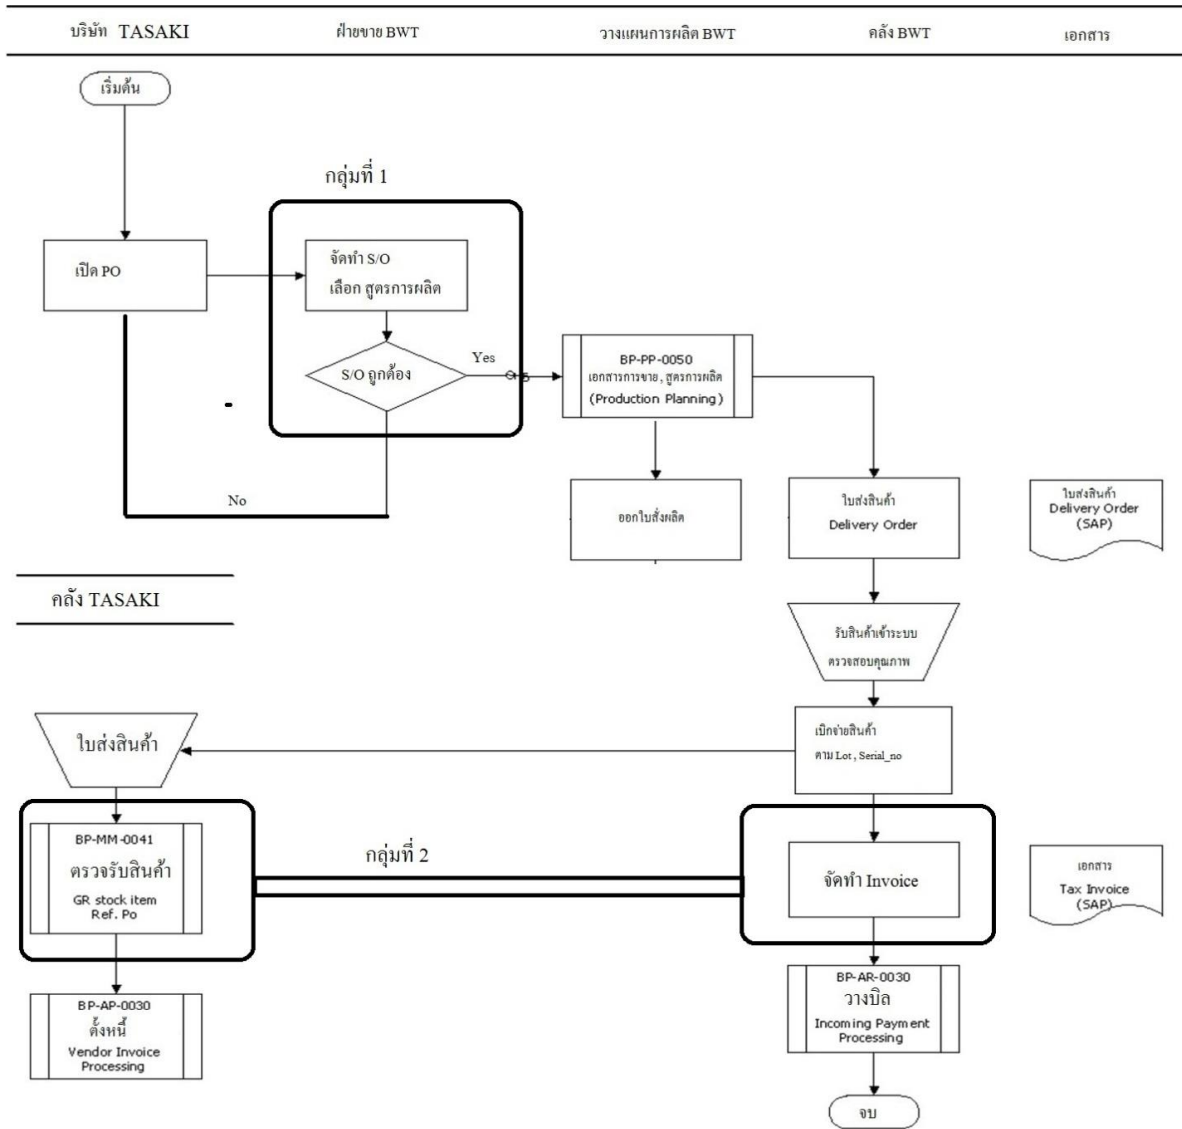 บริษัท TASAKI
ฝ่ายขาย BWT
วางแผนการผลิต BWT
คลัง BWT
เอกสาร
เริ่มต้น
กลุ่มที่ 1
เปิด PO
จัดทำ S/O
เลือก สูตรการผลิต
S/O ถูกต้อง
Yes
No
BP-PP-0050
เอกสารการขาย, สูตรการผลิต
(Production Planning)
ออกใบสั่งผลิต
ใบส่งสินค้า
Delivery Order
ใบส่งสินค้า
Delivery Order
(SAP)
คลัง TASAKI
รับสินค้าเข้าระบบ
ตรวจสอบคุณภาพ
ใบส่งสินค้า
เบิกจ่ายสินค้า
ตาม Lot , Serial_no
กลุ่มที่ 2
BP-MM-0041
ตรวจรับสินค้า
GR stock item
Ref. Po
จัดทำ Invoice
เอกสาร
Tax Invoice
(SAP)
BP-AP-0030
ตั้งหนี้
Vendor Invoice
Processing
BP-AR-0030
วางบิล
Incoming Payment
Processing
จบ